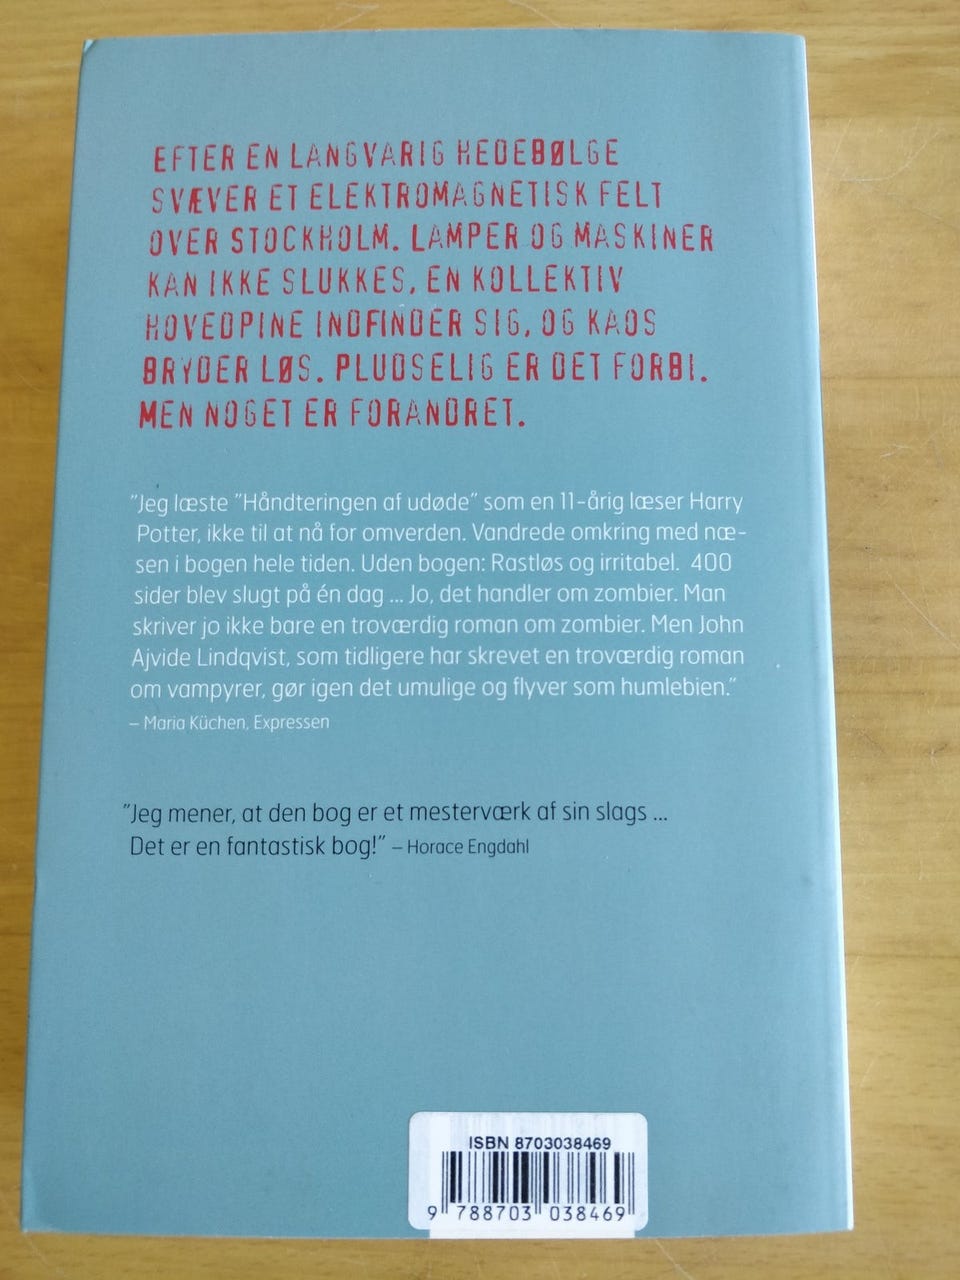 EFTER EN LANGVARIG HEDEBØLGE
SVÆVER ET ELEKTROMAGNETISK FELT
OVER STOCKHOLM. LAMPER OG MASKINER
KAN IKKE SLUKKES, EN KOLLEKTIV
HOVEDPINE INDFINDER SIG, OG KAOS
BRYDER LØS. PLUDSELIG ER DET FORBI.
MEN NOGET ER FORANDRET.
"Jeg læste "Håndteringen af udøde" som en 11-årig læser Harry
Potter, ikke til at nå for omverden. Vandrede omkring med næ-
sen i bogen hele tiden. Uden bogen: Rastløs og irritabel. 400
sider blev slugt på én dag ... Jo, det handler om zombier. Man
skriver jo ikke bare en troværdig roman om zombier. Men John
Ajvide Lindqvist, som tidligere har skrevet en troværdig roman
om vampyrer, gør igen det umulige og flyver som humlebien."
– Maria Küchen, Expressen
"Jeg mener, at den bog er et mesterværk af sin slags ...
Det er en fantastisk bog!" – Horace Engdahl
ISBN 8703038469
9 788703 038469